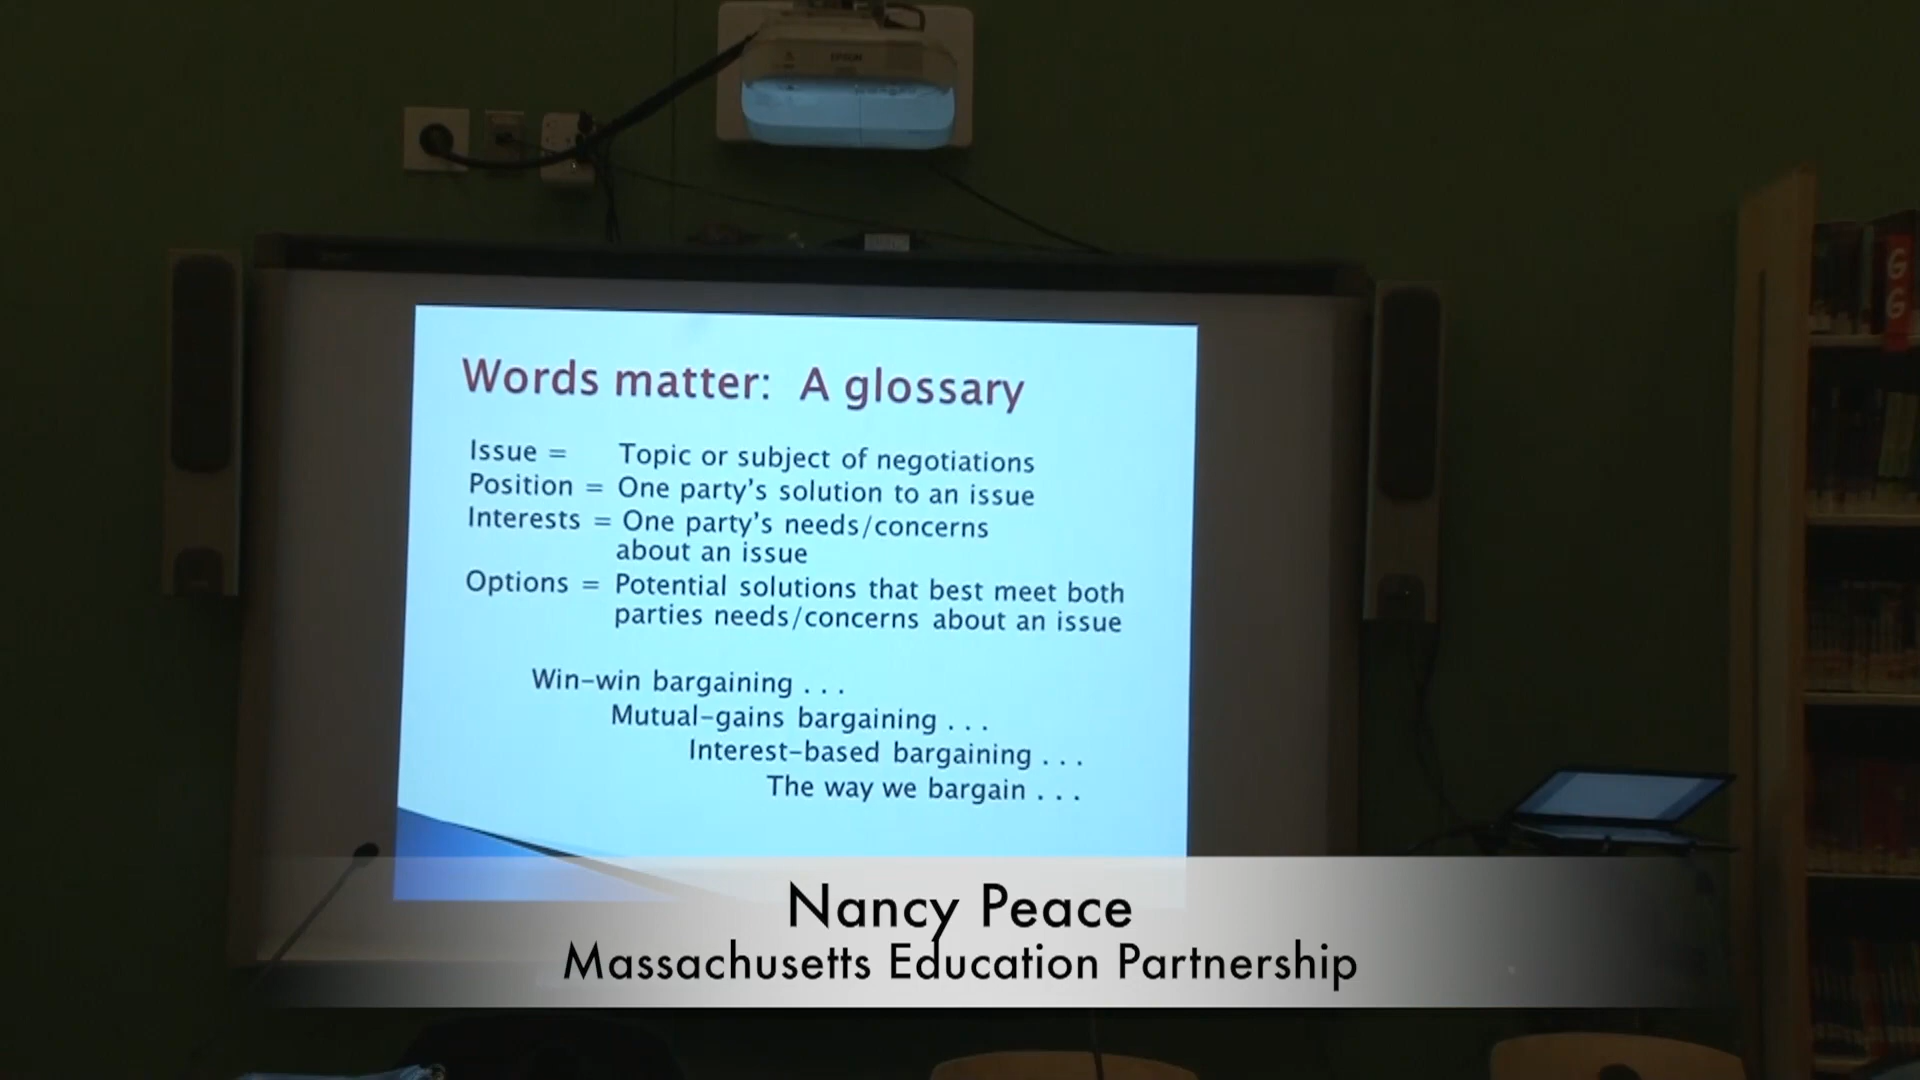 EPSON
Words matter: A glossary
Issue = Topic or subject of negotiations
Position = One party's solution to an issue
Interests = One party's needs/concerns
about an issue
Options = Potential solutions that best meet both
parties needs/concerns about an issue
Win-win bargaining . . .
Mutual-gains bargaining . . .
Interest-based bargaining . . .
The way we bargain . . .
G
G
Nancy Peace
Massachusetts Education Partnership